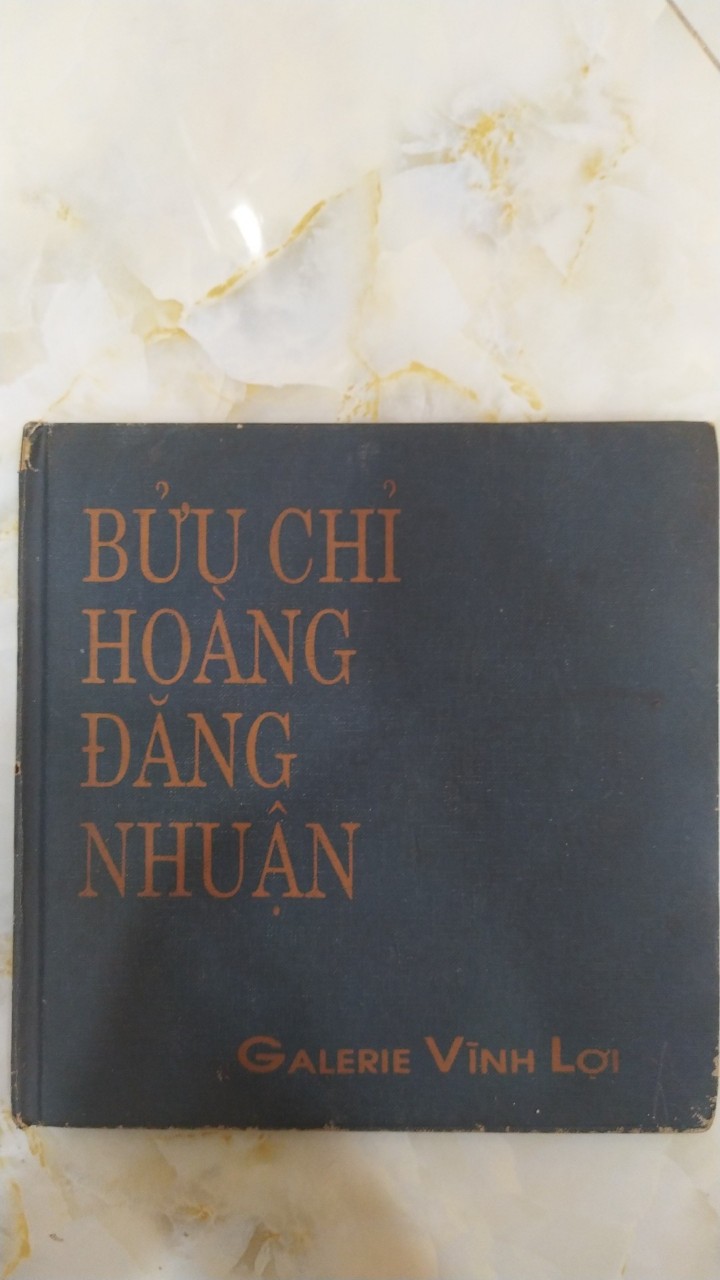 BỬU CHỈ
HOÀNG
ĐĂNG
NHUẬN
GALERIE VĨNH LỢI